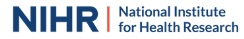 NIHR | National Institute
for Health Research